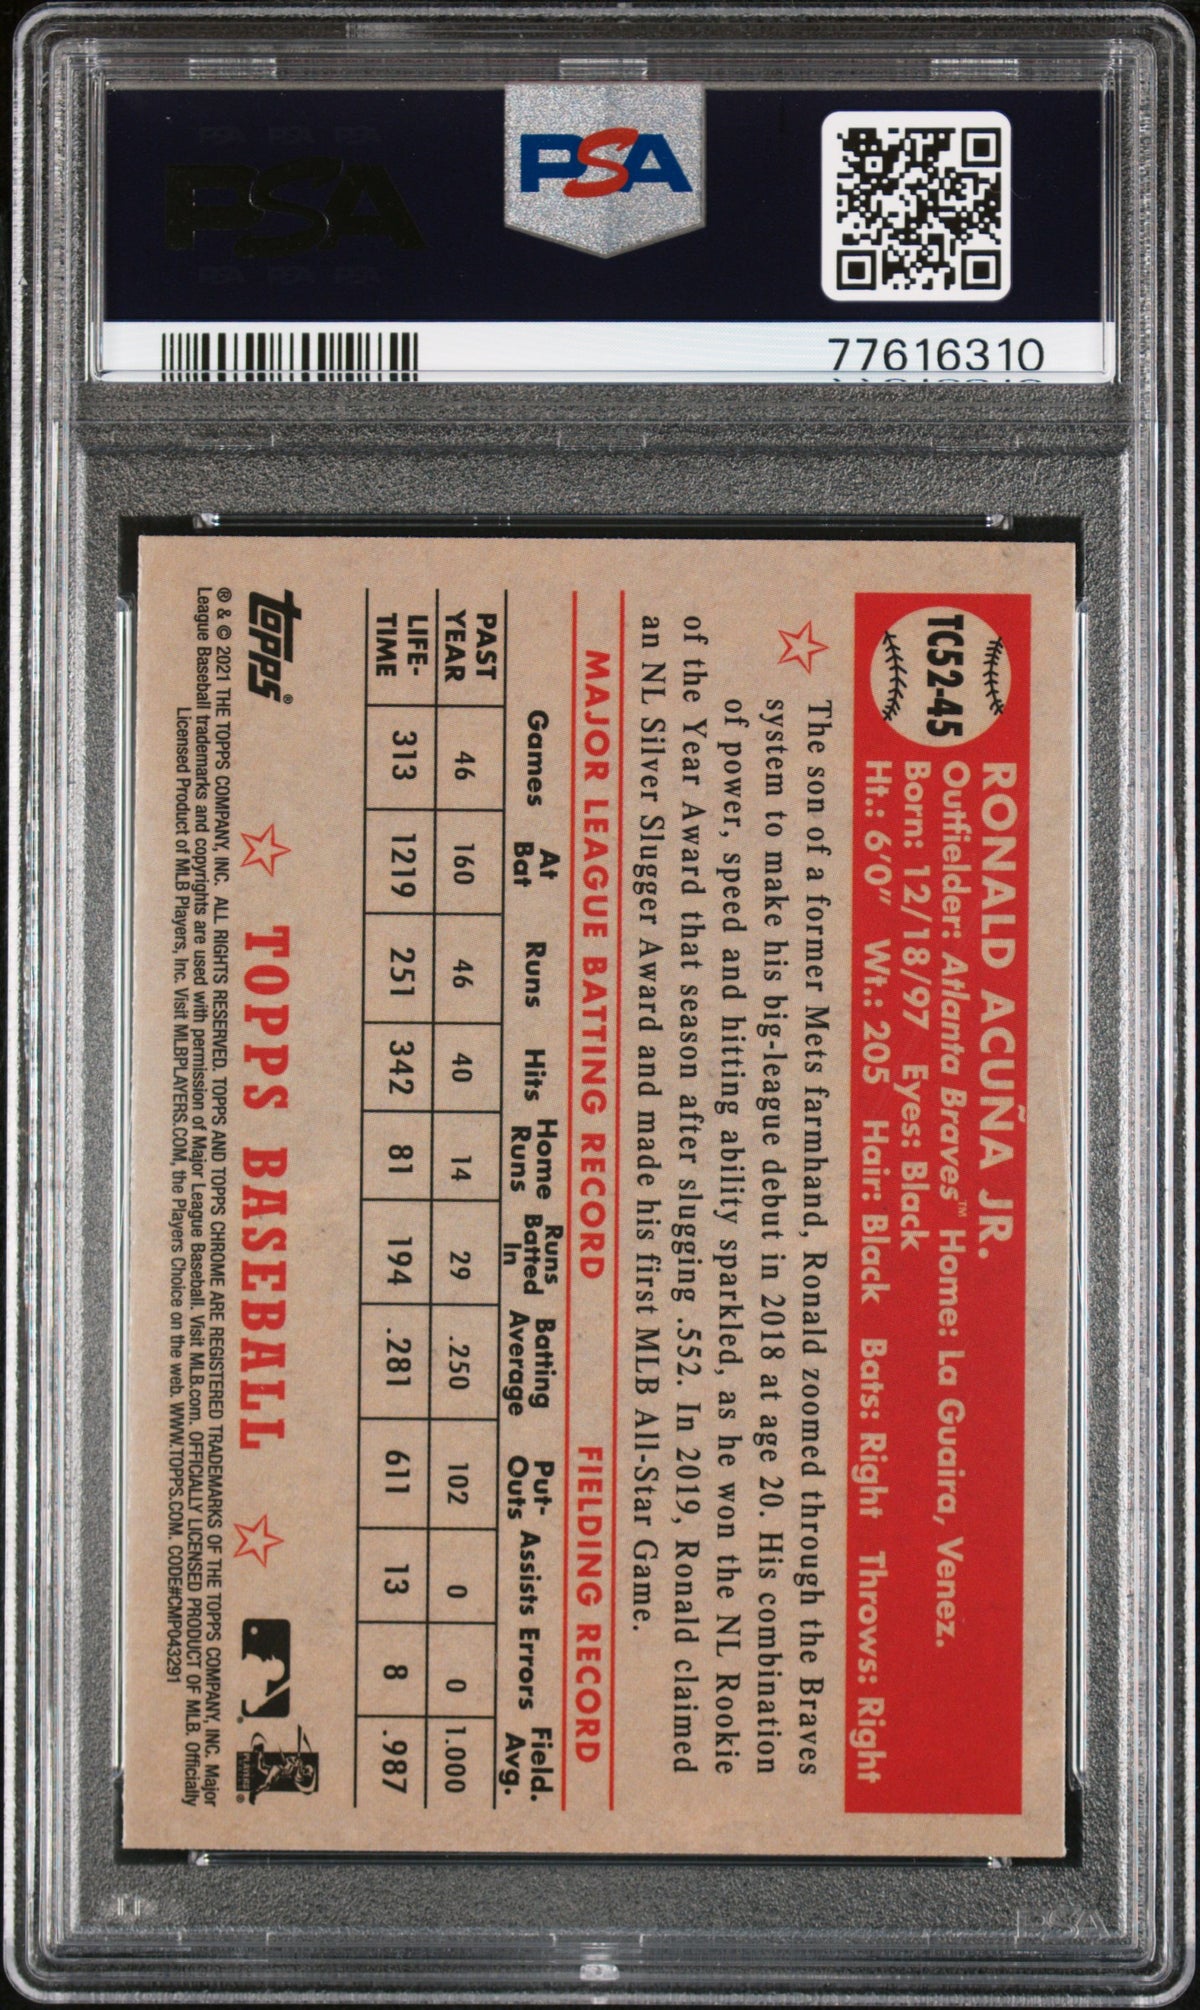 PSA
PSA
77616310
TC52-45
RONALD ACUÑA JR.
Outfielder: Atlanta Braves™ Home: La Guaira, Venez.
Born: 12/18/97 Eyes: Black
Ht.: 6'0" Wt.: 205 Hair: Black Bats: Right Throws: Right
The son of a former Mets farmhand, Ronald zoomed through the Braves
system to make his big-league debut in 2018 at age 20. His combination
of power, speed and hitting ability sparkled, as he won the NL Rookie
of the Year Award that season after slugging .552. In 2019, Ronald claimed
an NL Silver Slugger Award and made his first MLB All-Star Game.
MAJOR LEAGUE BATTING RECORD FIELDING RECORD
Games At Bat Runs Hits Home Runs Runs Batted In Batting Average Put-Outs Assists Errors Field. Avg.
PAST YEAR 46 160 46 40 14 29 .250 102 0 0 1.000
LIFE-TIME 313 1219 251 342 81 194 .281 611 13 8 .987
topps® TOPPS BASEBALL
® & © 2021 THE TOPPS COMPANY, INC. ALL RIGHTS RESERVED. TOPPS AND TOPPS CHROME ARE REGISTERED TRADEMARKS OF THE TOPPS COMPANY, INC. Major
League Baseball trademarks and copyrights are used with permission of Major League Baseball. Visit MLB.com. OFFICIALLY LICENSED PRODUCT OF MLB. Officially
Licensed Product of MLB Players, Inc. Visit MLBPLAYERS.COM, the Players Choice on the web. WWW.TOPPS.COM. CODE#CMP043291